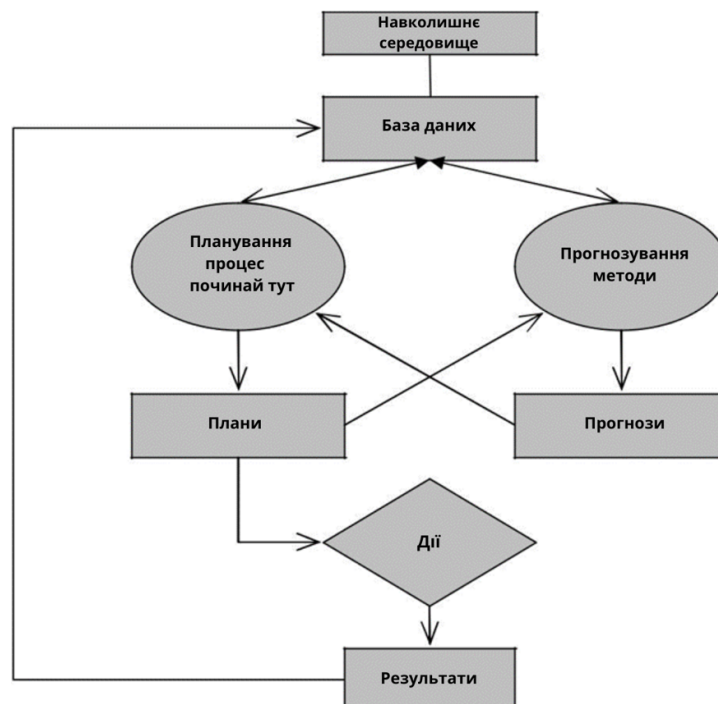 Навколишнє
середовище
База даних
Планування
процес
починай тут
Прогнозування
методи
Плани
Прогнози
Дії
Результати